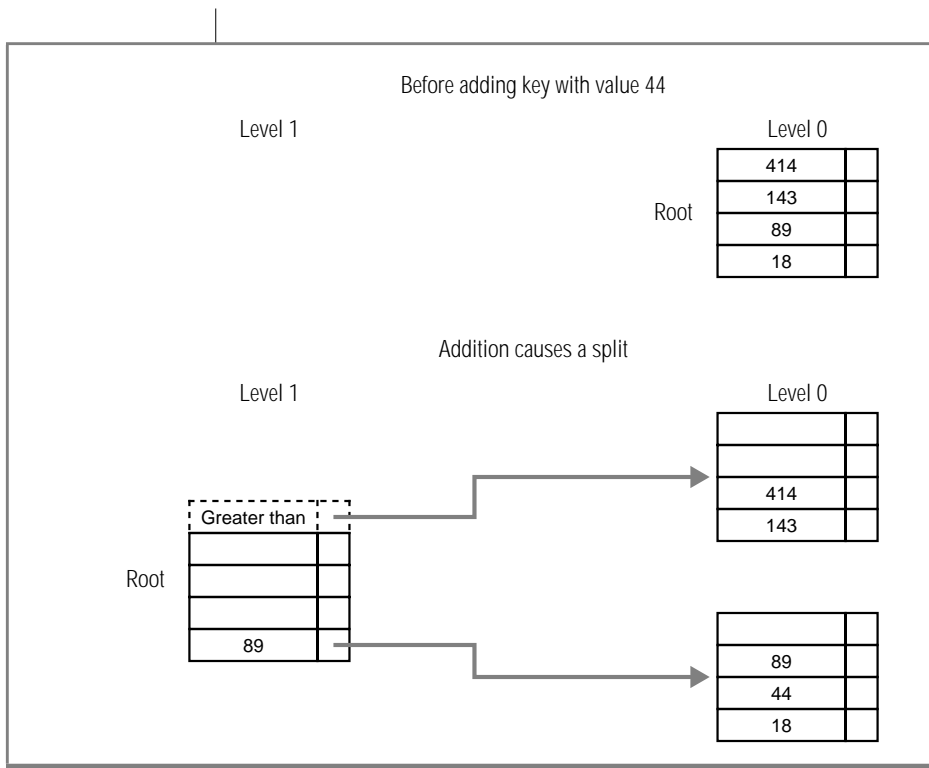 Before adding key with value 44
Level 1
Level 0
Root
414
143
89
18
Addition causes a split
Level 1
Level 0
Greater than
Root
89
414
143
89
44
18